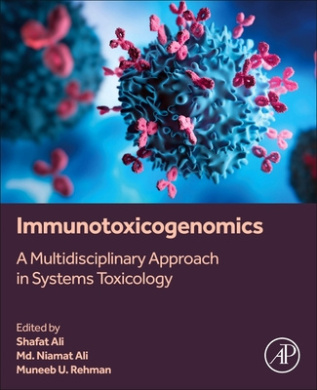 Immunotoxicogenomics
A Multidisciplinary Approach
in Systems Toxicology
Edited by
Shafat Ali
Md. Niamat Ali
Muneeb U. Rehman
AP